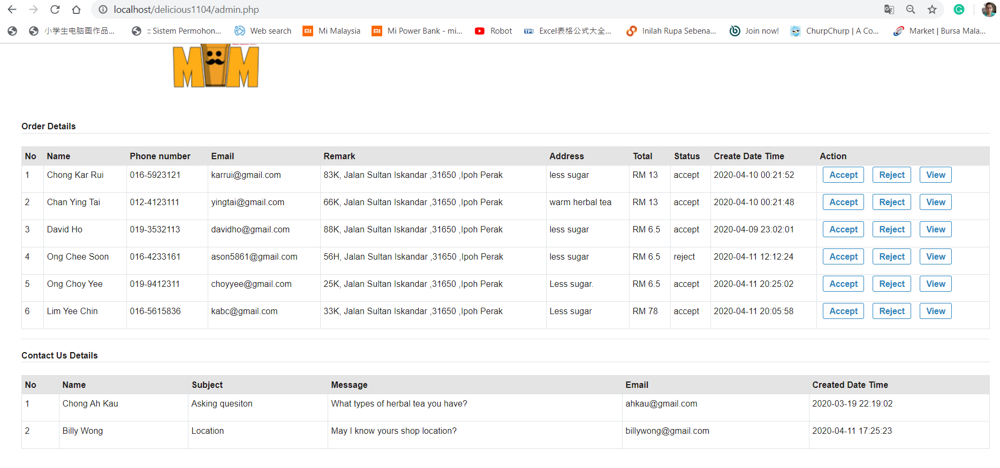 localhost/delicious1104/admin.php
小学生电脑画作品... :: Sistem Permohon... Web search Mi Malaysia Mi Power Bank - mi... Robot Excel表格公式大全... Inilah Rupa Sebena... Join now! ChurpChurp | A Co... Market | Bursa Mala...
Order Details
No Name Phone number Email Remark Address Total Status Create Date Time Action
1 Chong Kar Rui 016-5923121 karrui@gmail.com 83K, Jalan Sultan Iskandar ,31650 ,Ipoh Perak less sugar RM 13 accept 2020-04-10 00:21:52 Accept Reject View
2 Chan Ying Tai 012-4123111 yingtai@gmail.com 66K, Jalan Sultan Iskandar ,31650 ,Ipoh Perak warm herbal tea RM 13 accept 2020-04-10 00:21:48 Accept Reject View
3 David Ho 019-3532113 davidho@gmail.com 88K, Jalan Sultan Iskandar ,31650 ,Ipoh Perak less sugar RM 6.5 accept 2020-04-09 23:02:01 Accept Reject View
4 Ong Chee Soon 016-4233161 ason5861@gmail.com 56H, Jalan Sultan Iskandar ,31650 ,Ipoh Perak less sugar RM 6.5 reject 2020-04-11 12:12:24 Accept Reject View
5 Ong Choy Yee 019-9412311 choyyee@gmail.com 25K, Jalan Sultan Iskandar ,31650 ,Ipoh Perak Less sugar. RM 6.5 accept 2020-04-11 20:25:02 Accept Reject View
6 Lim Yee Chin 016-5615836 kabc@gmail.com 33K, Jalan Sultan Iskandar ,31650 ,Ipoh Perak Less sugar RM 78 accept 2020-04-11 20:05:58 Accept Reject View
Contact Us Details
No Name Subject Message Email Created Date Time
1 Chong Ah Kau Asking quesiton What types of herbal tea you have? ahkau@gmail.com 2020-03-19 22:19:02
2 Billy Wong Location May I know yours shop location? billywong@gmail.com 2020-04-11 17:25:23